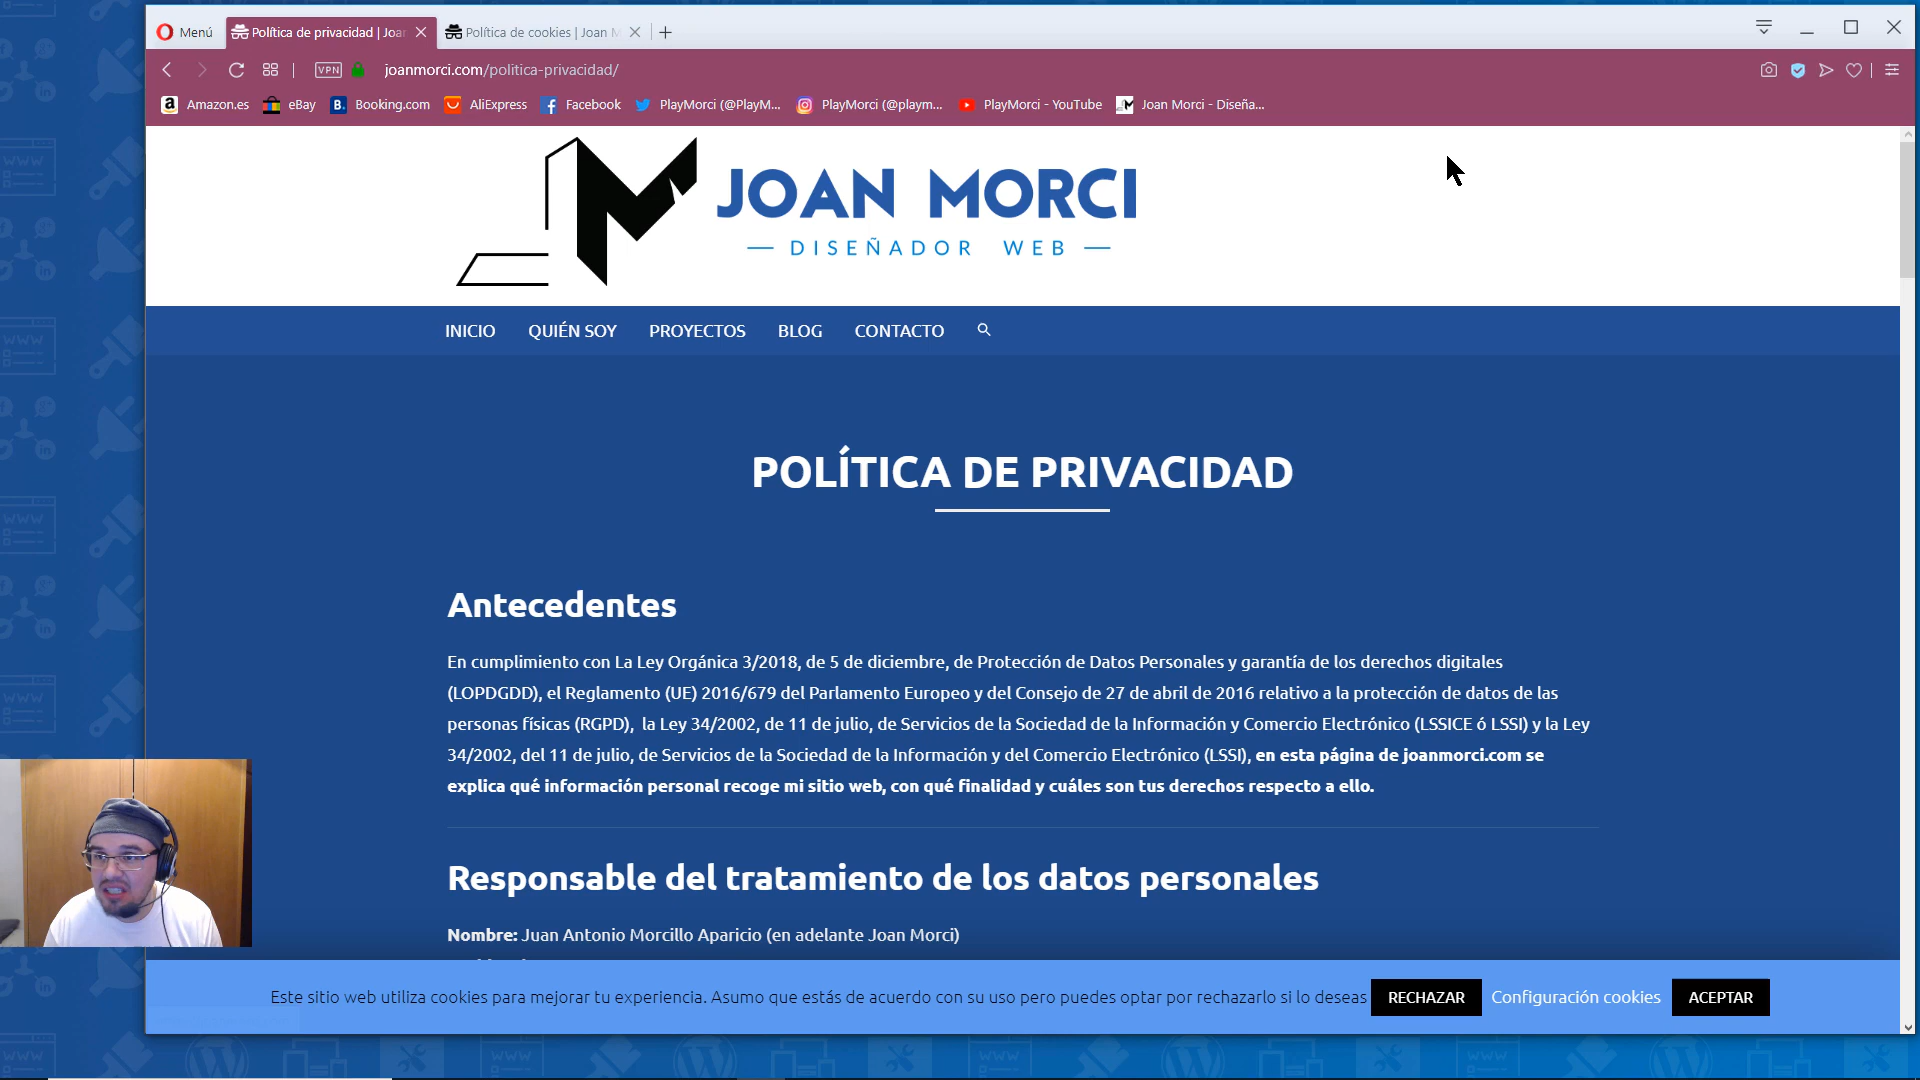 Menú
Política de privacidad | Joan
Política de cookies | Joan M
VPN
joanmorci.com/politica-privacidad/
Amazon.es
eBay
Booking.com
AliExpress
Facebook
PlayMorci (@PlayM...
PlayMorci (@playm...
PlayMorci - YouTube
Joan Morci - Diseña...
JOAN MORCI
DISEÑADOR WEB
INICIO
QUIÉN SOY
PROYECTOS
BLOG
CONTACTO
POLÍTICA DE PRIVACIDAD
Antecedentes
En cumplimiento con La Ley Orgánica 3/2018, de 5 de diciembre, de Protección de Datos Personales y garantía de los derechos digitales
(LOPDGDD), el Reglamento (UE) 2016/679 del Parlamento Europeo y del Consejo de 27 de abril de 2016 relativo a la protección de datos de las
personas físicas (RGPD),  la Ley 34/2002, de 11 de julio, de Servicios de la Sociedad de la Información y Comercio Electrónico (LSSICE ó LSSI) y la Ley
34/2002, del 11 de julio, de Servicios de la Sociedad de la Información y del Comercio Electrónico (LSSI), en esta página de joanmorci.com se
explica qué información personal recoge mi sitio web, con qué finalidad y cuáles son tus derechos respecto a ello.
Responsable del tratamiento de los datos personales
Nombre: Juan Antonio Morcillo Aparicio (en adelante Joan Morci)
Este sitio web utiliza cookies para mejorar tu experiencia. Asumo que estás de acuerdo con su uso pero puedes optar por rechazarlo si lo deseas
RECHAZAR
Configuración cookies
ACEPTAR